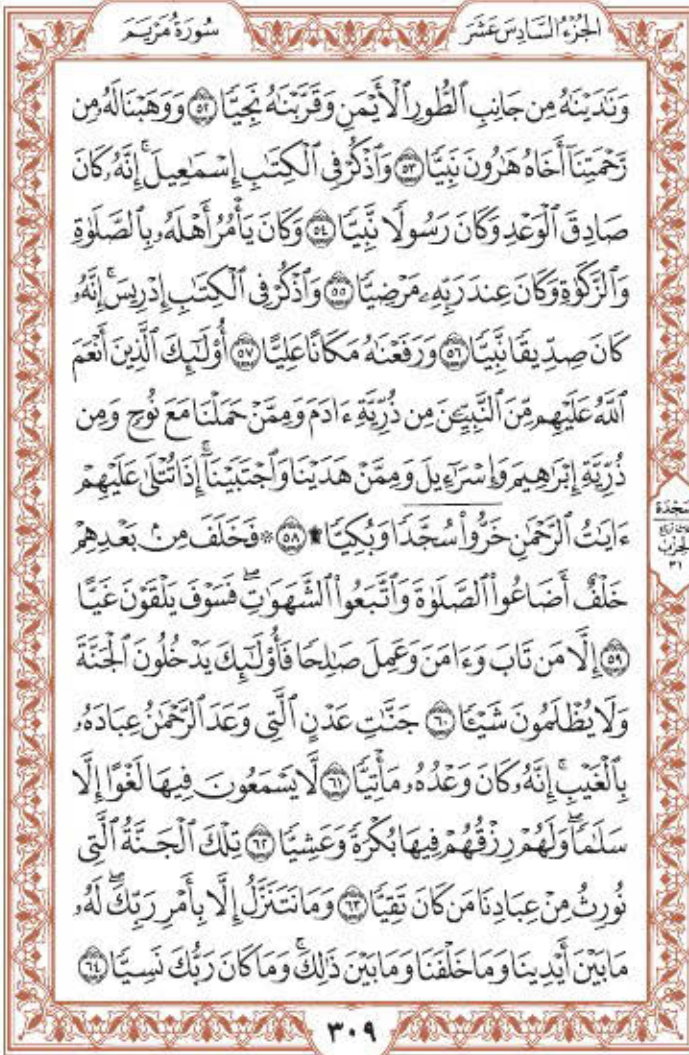 الجُزْءُ السَّادِسَ عَشَرَ
سُورَةُ مَرْيَمَ
وَنَٰدَيْنَٰهُ مِن جَانِبِ ٱلطُّورِ ٱلْأَيْمَنِ وَقَرَّبْنَٰهُ نَجِيًّا ٥٢ وَوَهَبْنَا لَهُۥ مِن
رَّحْمَتِنَآ أَخَاهُ هَٰرُونَ نَبِيًّا ٥٣ وَٱذْكُرْ فِى ٱلْكِتَٰبِ إِسْمَٰعِيلَ ۚ إِنَّهُۥ كَانَ
صَادِقَ ٱلْوَعْدِ وَكَانَ رَسُولًا نَّبِيًّا ٥٤ وَكَانَ يَأْمُرُ أَهْلَهُۥ بِٱلصَّلَوٰةِ
وَٱلزَّكَوٰةِ وَكَانَ عِندَ رَبِّهِۦ مَرْضِيًّا ٥٥ وَٱذْكُرْ فِى ٱلْكِتَٰبِ إِدْرِيسَ ۚ إِنَّهُۥ
كَانَ صِدِّيقًا نَّبِيًّا ٥٦ وَرَفَعْنَٰهُ مَكَانًا عَلِيًّا ٥٧ أُو۟لَٰٓئِكَ ٱلَّذِينَ أَنْعَمَ
ٱللَّهُ عَلَيْهِم مِّنَ ٱلنَّبِيِّـۧنَ مِن ذُرِّيَّةِ ءَادَمَ وَمِمَّنْ حَمَلْنَا مَعَ نُوحٍ وَمِن
ذُرِّيَّةِ إِبْرَٰهِيمَ وَإِسْرَٰٓءِيلَ وَمِمَّنْ هَدَيْنَا وَٱجْتَبَيْنَآ ۚ إِذَا تُتْلَىٰ عَلَيْهِمْ
ءَايَٰتُ ٱلرَّحْمَٰنِ خَرُّوا۟ سُجَّدًا وَبُكِيًّا ۩ ٥٨ ۞ فَخَلَفَ مِنۢ بَعْدِهِمْ
خَلْفٌ أَضَاعُوا۟ ٱلصَّلَوٰةَ وَٱتَّبَعُوا۟ ٱلشَّهَوَٰتِ ۖ فَسَوْفَ يَلْقَوْنَ غَيًّا
٥٩ إِلَّا مَن تَابَ وَءَامَنَ وَعَمِلَ صَٰلِحًا فَأُو۟لَٰٓئِكَ يَدْخُلُونَ ٱلْجَنَّةَ
وَلَا يُظْلَمُونَ شَيْـًٔا ٦٠ جَنَّٰتِ عَدْنٍ ٱلَّتِى وَعَدَ ٱلرَّحْمَٰنُ عِبَادَهُۥ
بِٱلْغَيْبِ ۚ إِنَّهُۥ كَانَ وَعْدُهُۥ مَأْتِيًّا ٦١ لَّا يَسْمَعُونَ فِيهَا لَغْوًا إِلَّا
سَلَٰمًا ۖ وَلَهُمْ رِزْقُهُمْ فِيهَا بُكْرَةً وَعَشِيًّا ٦٢ تِلْكَ ٱلْجَنَّةُ ٱلَّتِى
نُورِثُ مِنْ عِبَادِنَا مَن كَانَ تَقِيًّا ٦٣ وَمَا نَتَنَزَّلُ إِلَّا بِأَمْرِ رَبِّكَ ۖ لَهُۥ
مَا بَيْنَ أَيْدِينَا وَمَا خَلْفَنَا وَمَا بَيْنَ ذَٰلِكَ ۚ وَمَا كَانَ رَبُّكَ نَسِيًّا ٦٤
سَجْدَة
الحِزْب
٣١
٣٠٩